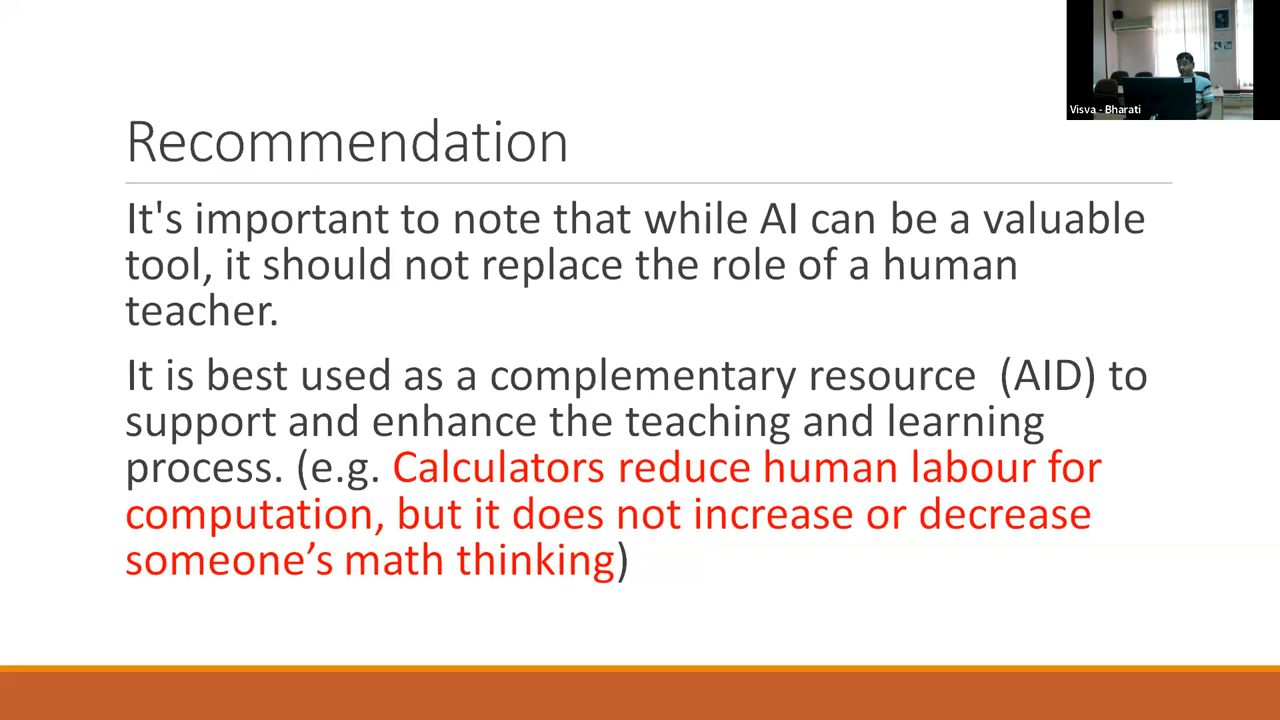 Visva - Bharati
Recommendation
It's important to note that while AI can be a valuable
tool, it should not replace the role of a human
teacher.
It is best used as a complementary resource  (AID) to
support and enhance the teaching and learning
process. (e.g. Calculators reduce human labour for
computation, but it does not increase or decrease
someone’s math thinking)